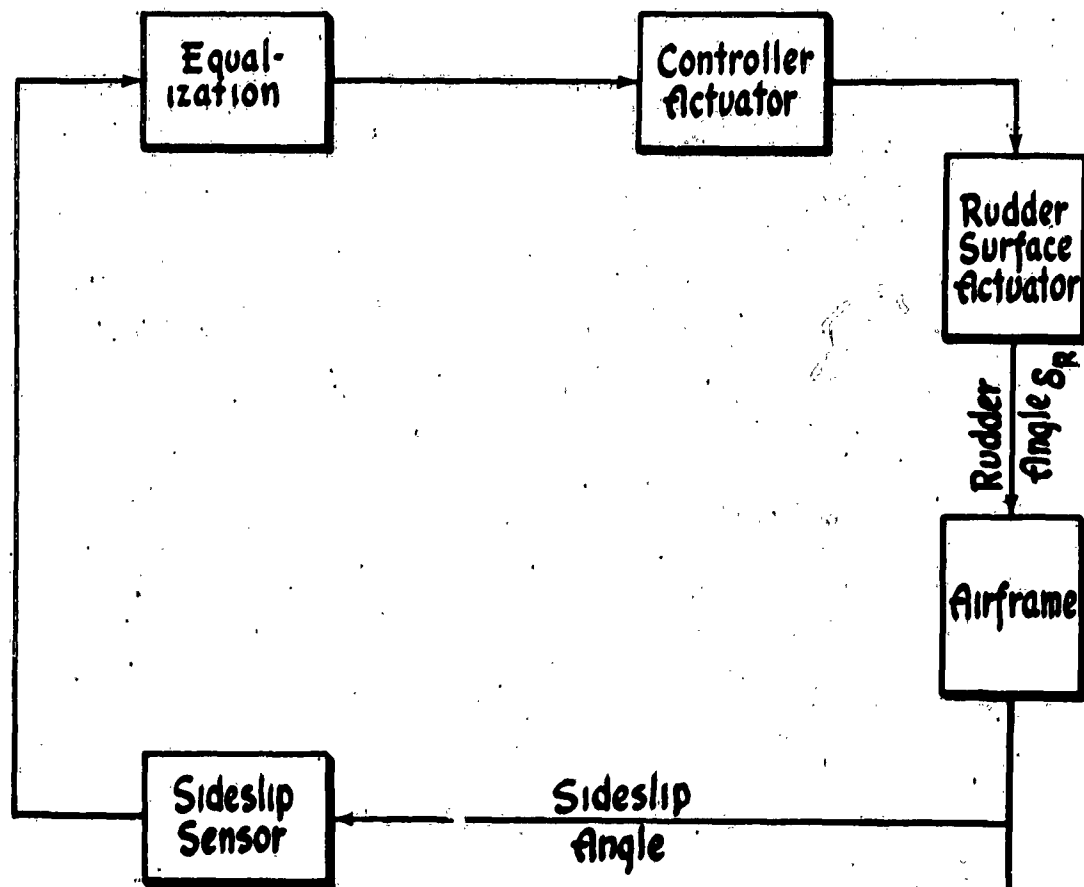 Equal-
ization
Controller
Actuator
Rudder
Surface
Actuator
Rudder
Angle δR
Airframe
Sideslip
Sensor
Sideslip
Angle